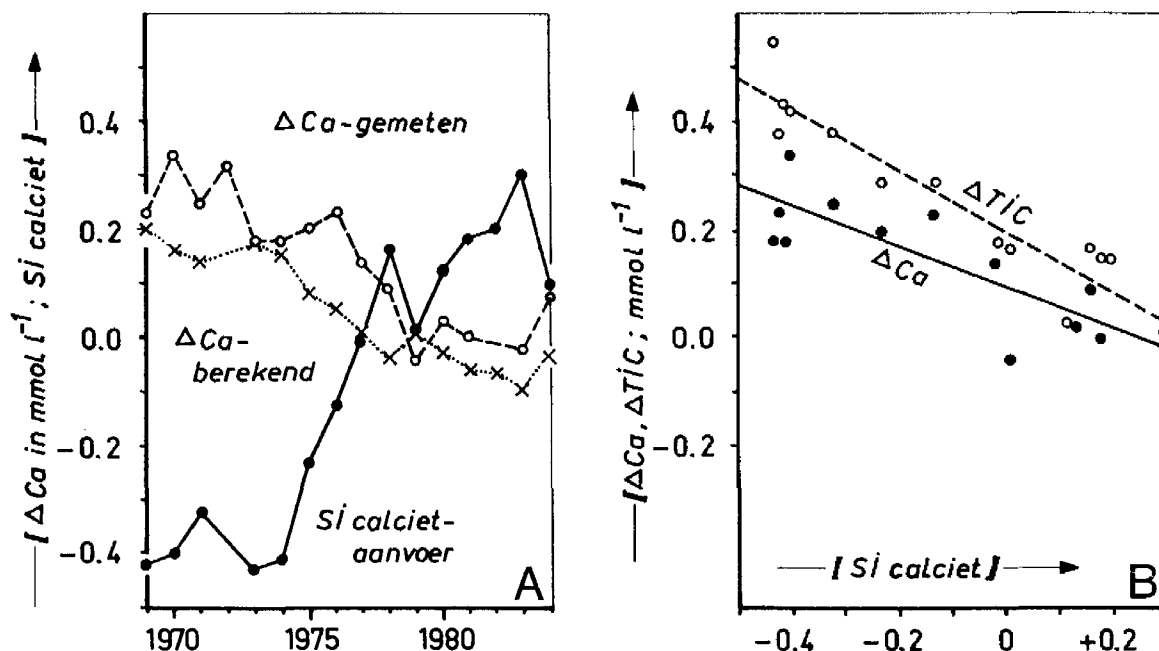 [ΔCa in mmol l⁻¹; Si calciet]
0.4
0.2
0.0
-0.2
-0.4
ΔCa-gemeten
ΔCa-
berekend
Si calciet-
aanvoer
A
1970
1975
1980
[ΔCa, ΔTiC; mmol l⁻¹]
0.4
0.2
0.0
-0.2
ΔTiC
ΔCa
[Si calciet]
B
-0.4
-0.2
0
+0.2